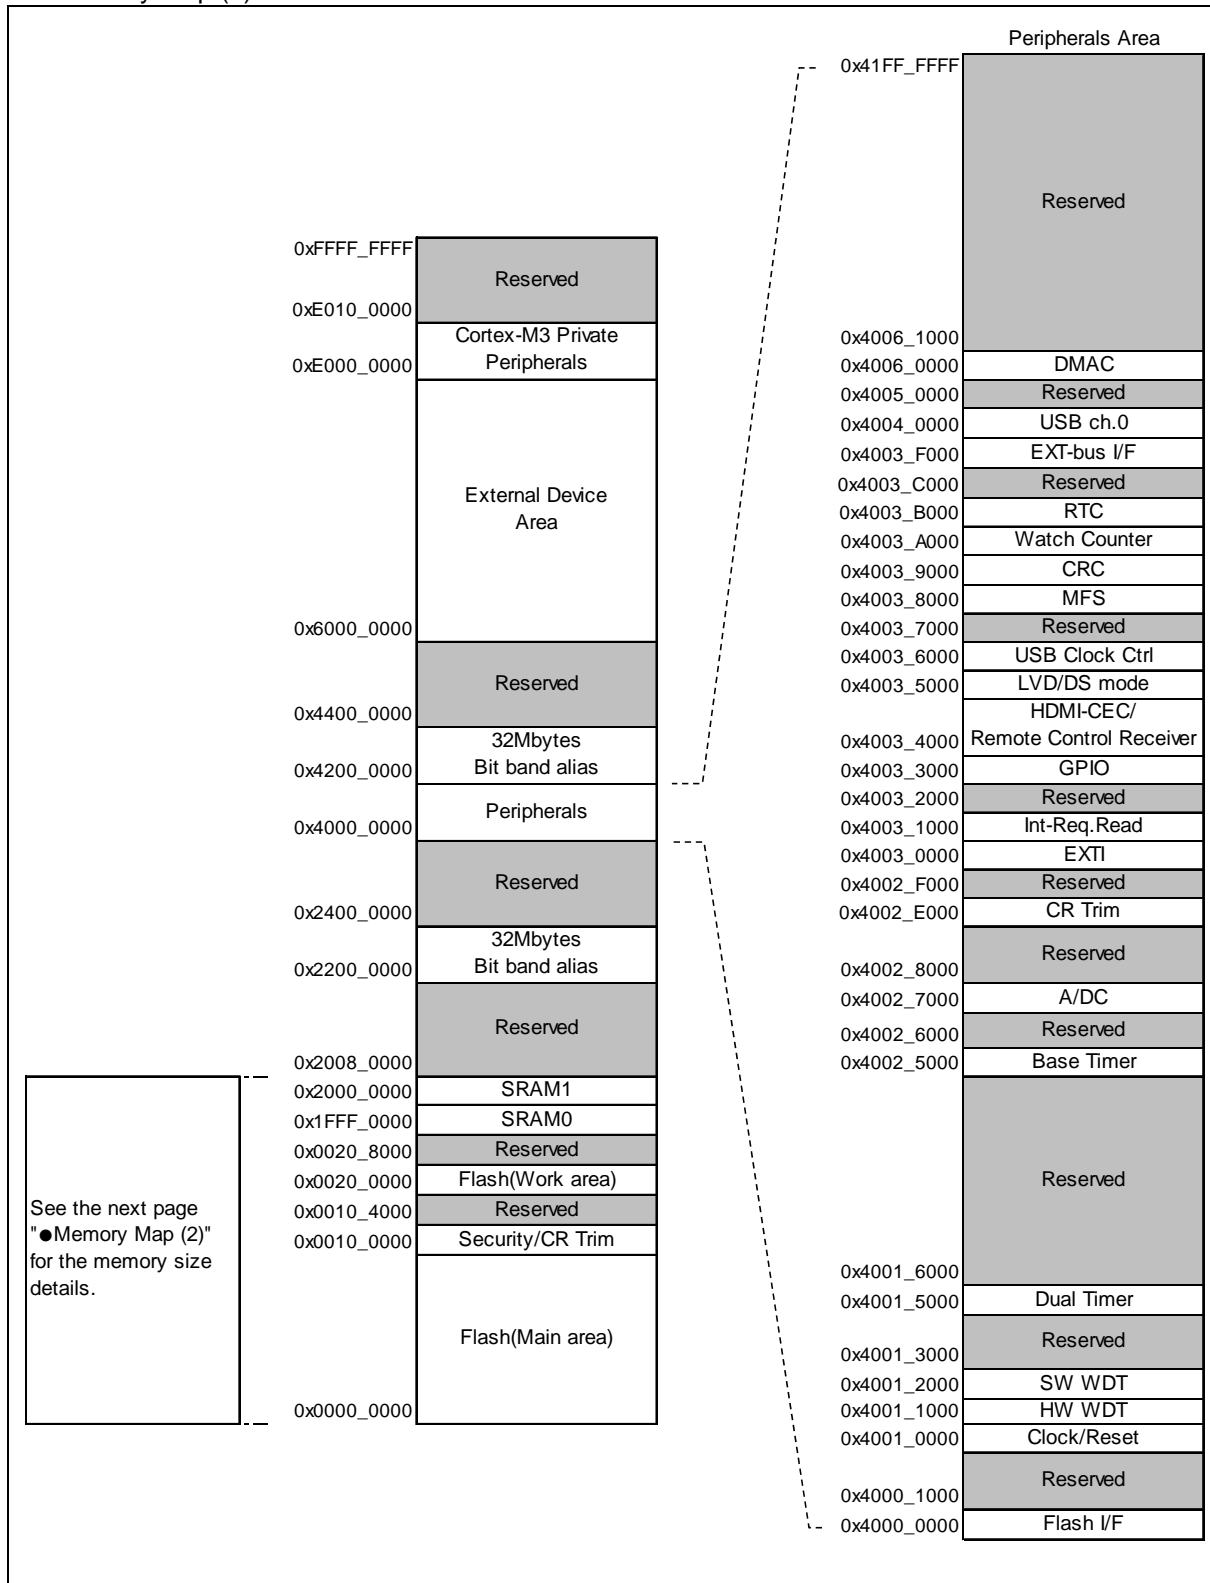 Peripherals Area
0x41FF_FFFF
Reserved
0x4006_1000
0x4006_0000 DMAC
0x4005_0000 Reserved
0x4004_0000 USB ch.0
0x4003_F000 EXT-bus I/F
0x4003_C000 Reserved
0x4003_B000 RTC
0x4003_A000 Watch Counter
0x4003_9000 CRC
0x4003_8000 MFS
0x4003_7000 Reserved
0x4003_6000 USB Clock Ctrl
0x4003_5000 LVD/DS mode
HDMI-CEC/
0x4003_4000 Remote Control Receiver
0x4003_3000 GPIO
0x4003_2000 Reserved
0x4003_1000 Int-Req.Read
0x4003_0000 EXTI
0x4002_F000 Reserved
0x4002_E000 CR Trim
Reserved
0x4002_8000
0x4002_7000 A/DC
0x4002_6000 Reserved
0x4002_5000 Base Timer
Reserved
0x4001_6000
0x4001_5000 Dual Timer
Reserved
0x4001_3000
0x4001_2000 SW WDT
0x4001_1000 HW WDT
0x4001_0000 Clock/Reset
Reserved
0x4000_1000
0x4000_0000 Flash I/F
0xFFFF_FFFF
Reserved
0xE010_0000
Cortex-M3 Private
0xE000_0000 Peripherals
External Device
Area
0x6000_0000
Reserved
0x4400_0000
32Mbytes
0x4200_0000 Bit band alias
Peripherals
0x4000_0000
Reserved
0x2400_0000
32Mbytes
0x2200_0000 Bit band alias
Reserved
0x2008_0000
0x2000_0000 SRAM1
0x1FFF_0000 SRAM0
0x0020_8000 Reserved
0x0020_0000 Flash(Work area)
0x0010_4000 Reserved
0x0010_0000 Security/CR Trim
Flash(Main area)
0x0000_0000
See the next page
"●Memory Map (2)"
for the memory size
details.